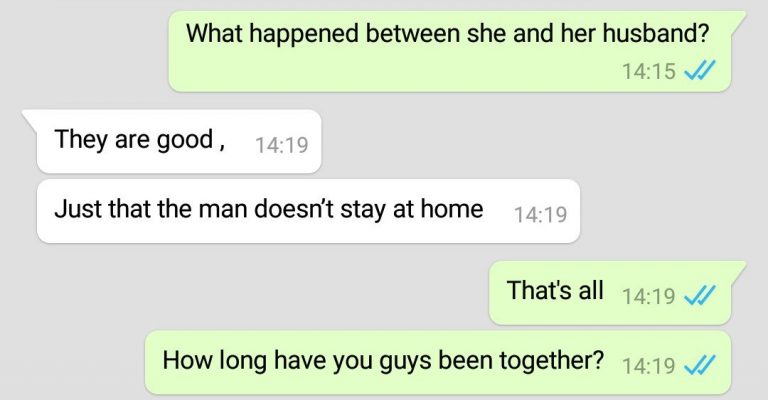 What happened between she and her husband?
14:15
They are good , 14:19
Just that the man doesn’t stay at home 14:19
That's all 14:19
How long have you guys been together? 14:19